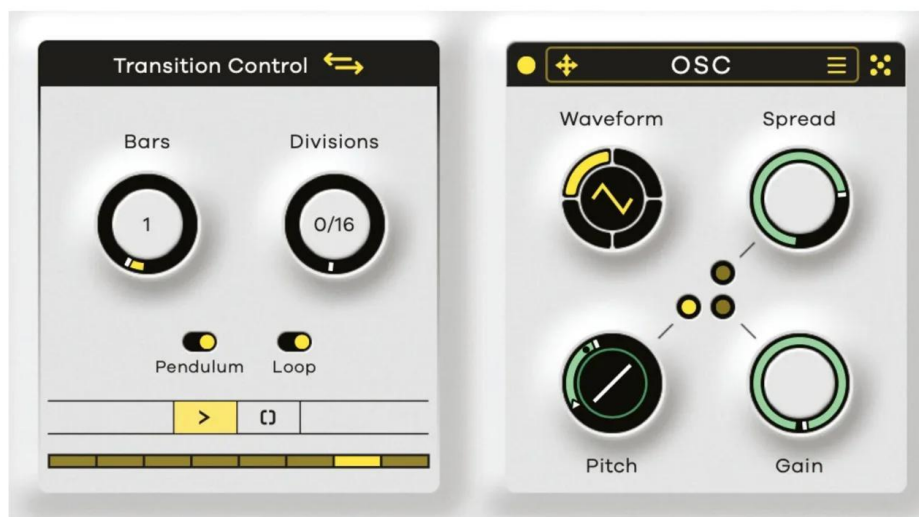 Transition Control
Bars
Divisions
1
0/16
Pendulum
Loop
OSC
Waveform
Spread
Pitch
Gain